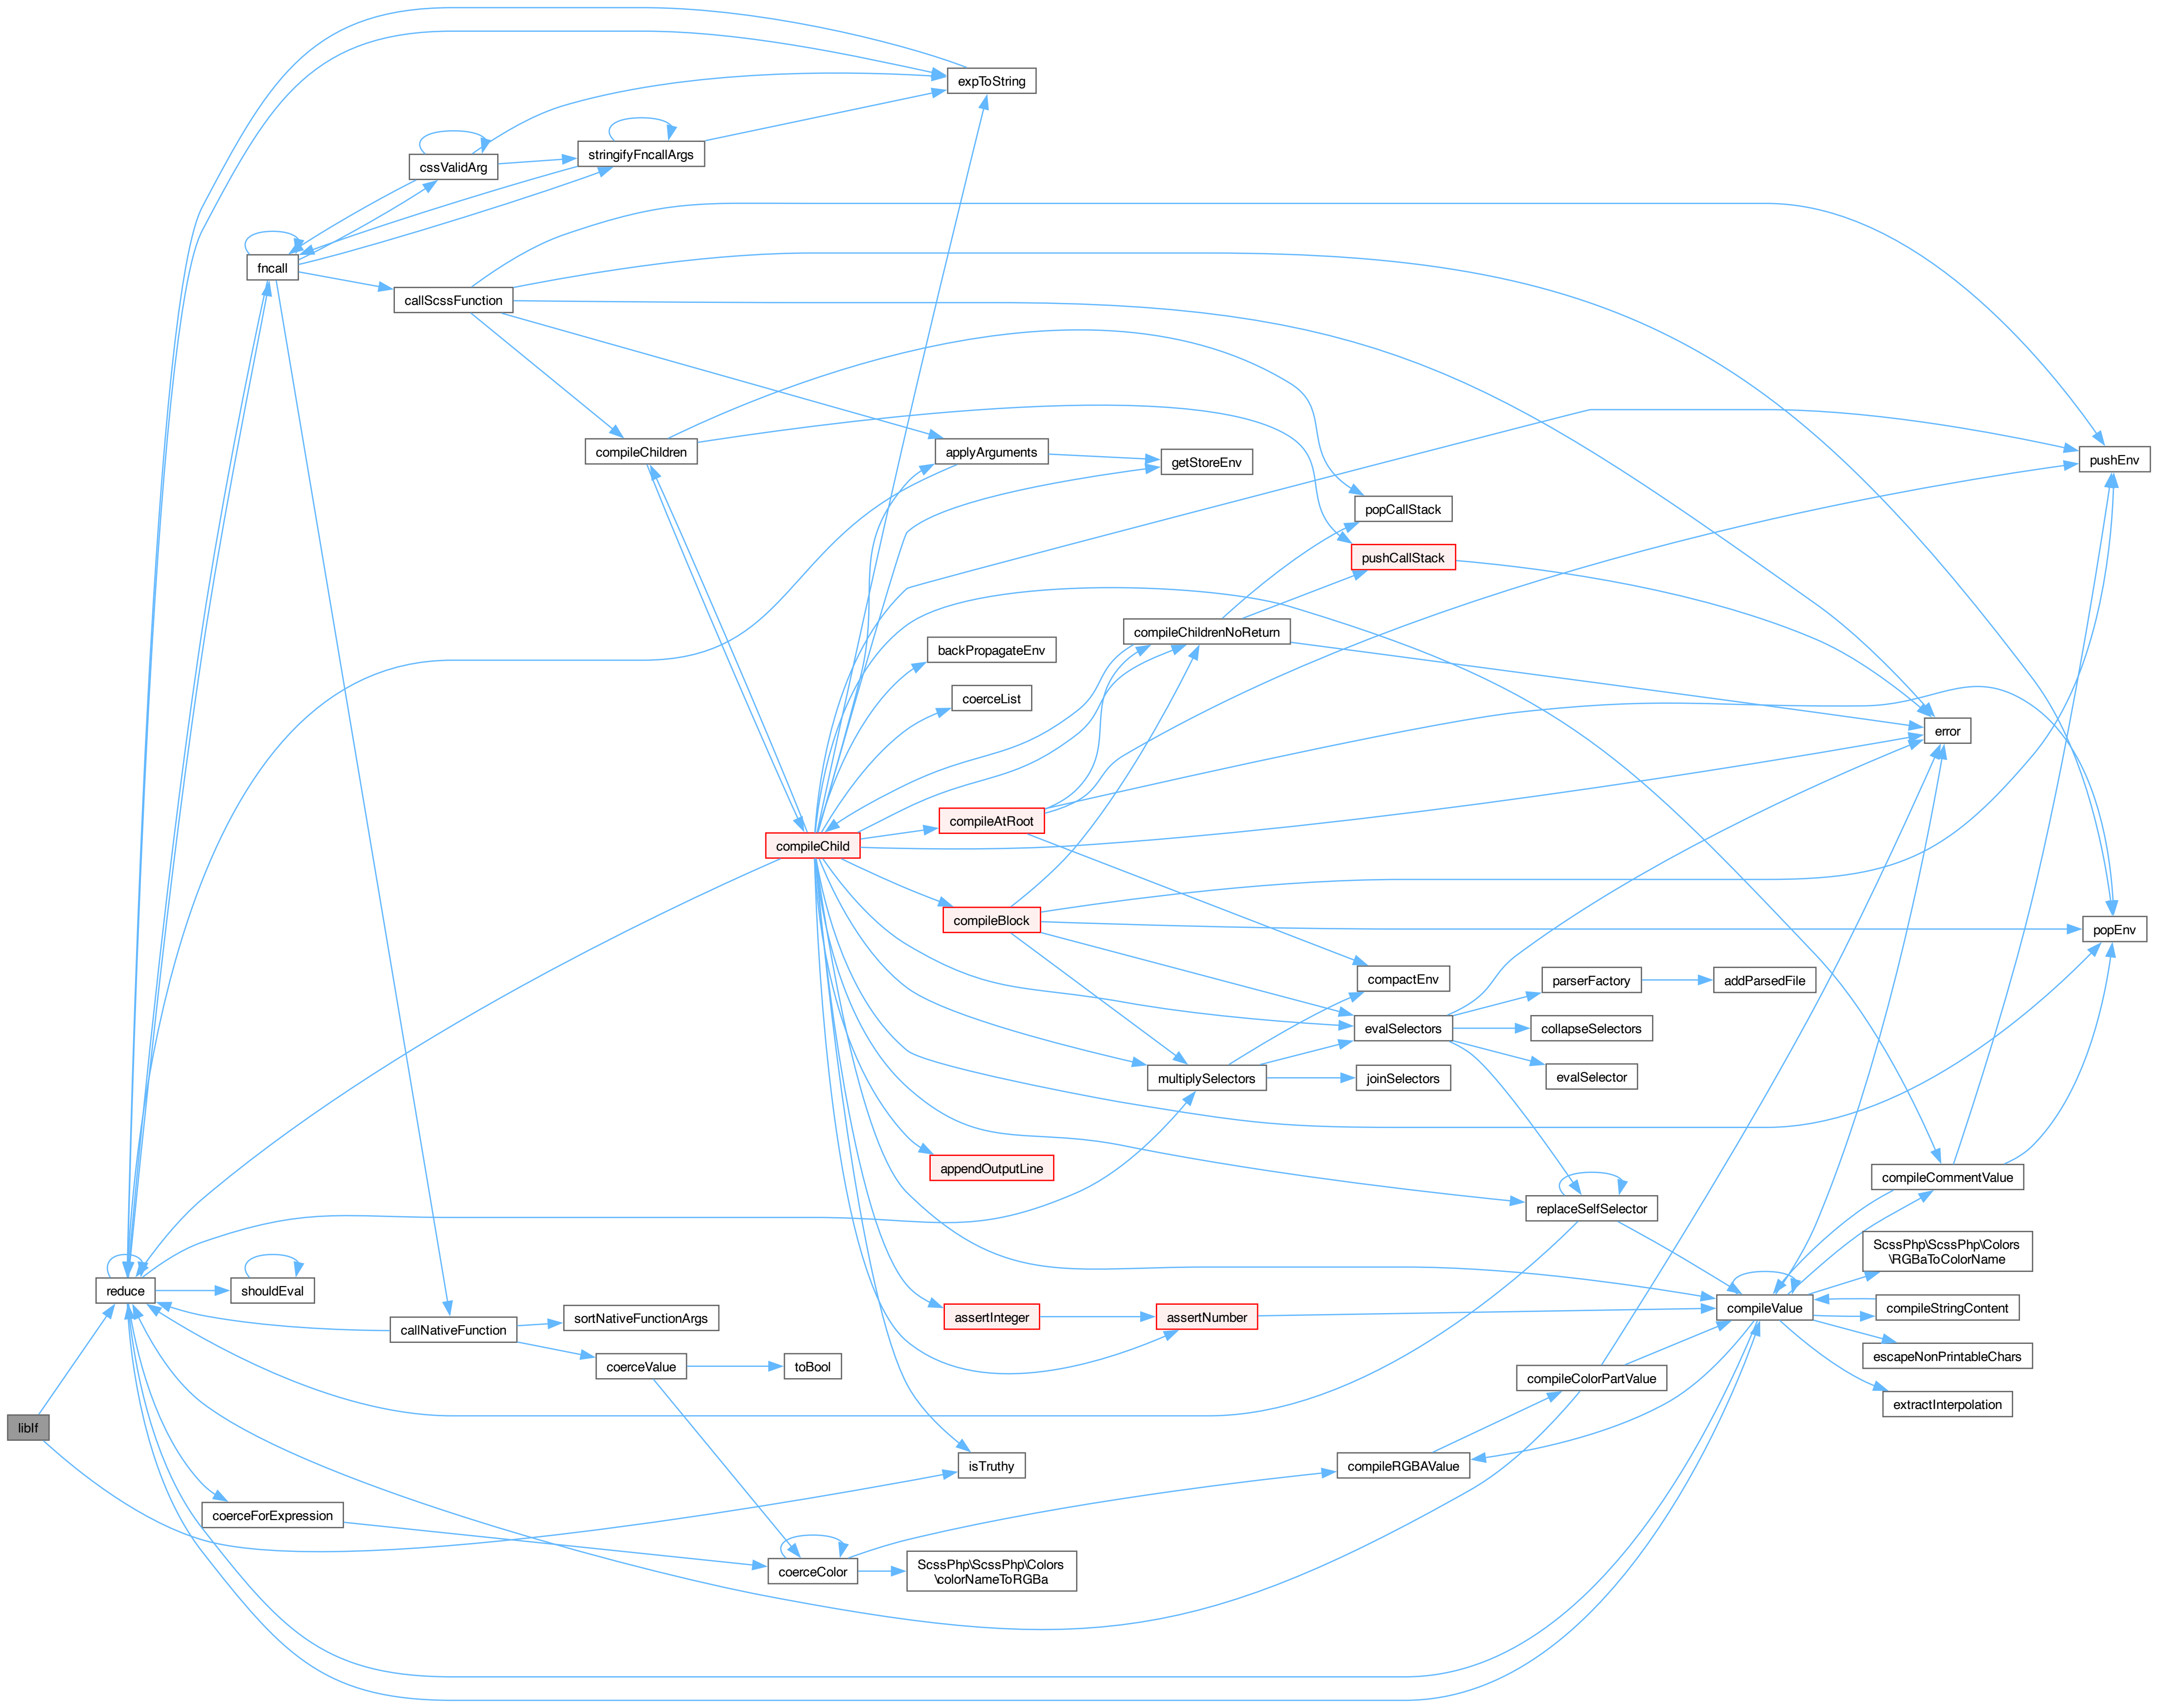 expToString
cssValidArg
stringifyFncallArgs
fncall
callScssFunction
compileChildren
applyArguments
getStoreEnv
pushEnv
popCallStack
pushCallStack
compileChildrenNoReturn
backPropagateEnv
coerceList
error
compileAtRoot
compileChild
compileBlock
popEnv
compactEnv
parserFactory
addParsedFile
evalSelectors
collapseSelectors
multiplySelectors
joinSelectors
evalSelector
appendOutputLine
compileCommentValue
replaceSelfSelector
ScssPhp\ScssPhp\Colors
\RGBaToColorName
reduce
shouldEval
compileValue
compileStringContent
assertInteger
assertNumber
callNativeFunction
sortNativeFunctionArgs
escapeNonPrintableChars
coerceValue
toBool
compileColorPartValue
extractInterpolation
libIf
isTruthy
compileRGBAValue
coerceForExpression
coerceColor
ScssPhp\ScssPhp\Colors
\colorNameToRGBa